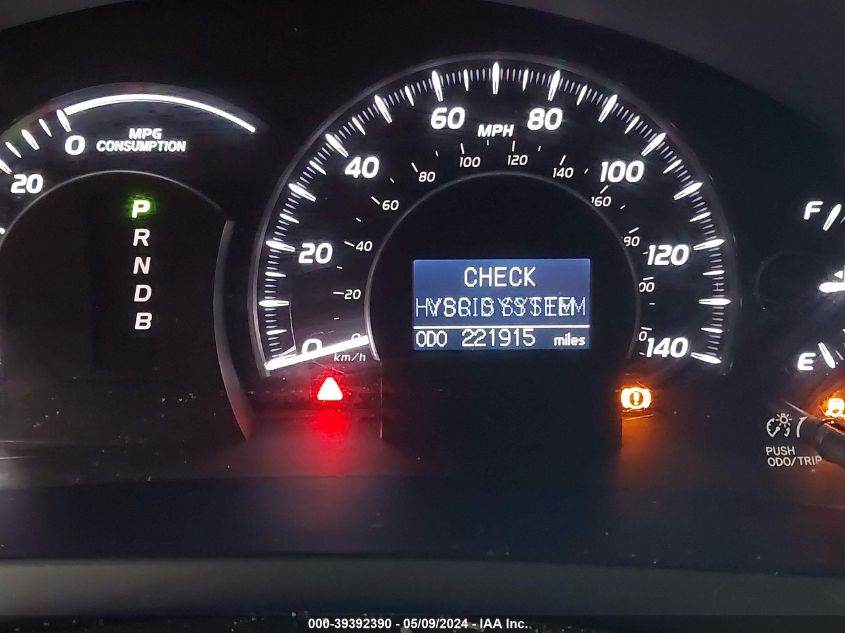 MPG
CONSUMPTION
0
20
P
R
N
D
B
MPH
0
20
40
60
80
100
120
140
20
40
60
80
100
120
140
160
0
km/h
CHECK
ODO 221915 miles
F
E
PUSH
ODO/TRIP
000-39392390 - 05/09/2024 - IAA Inc.